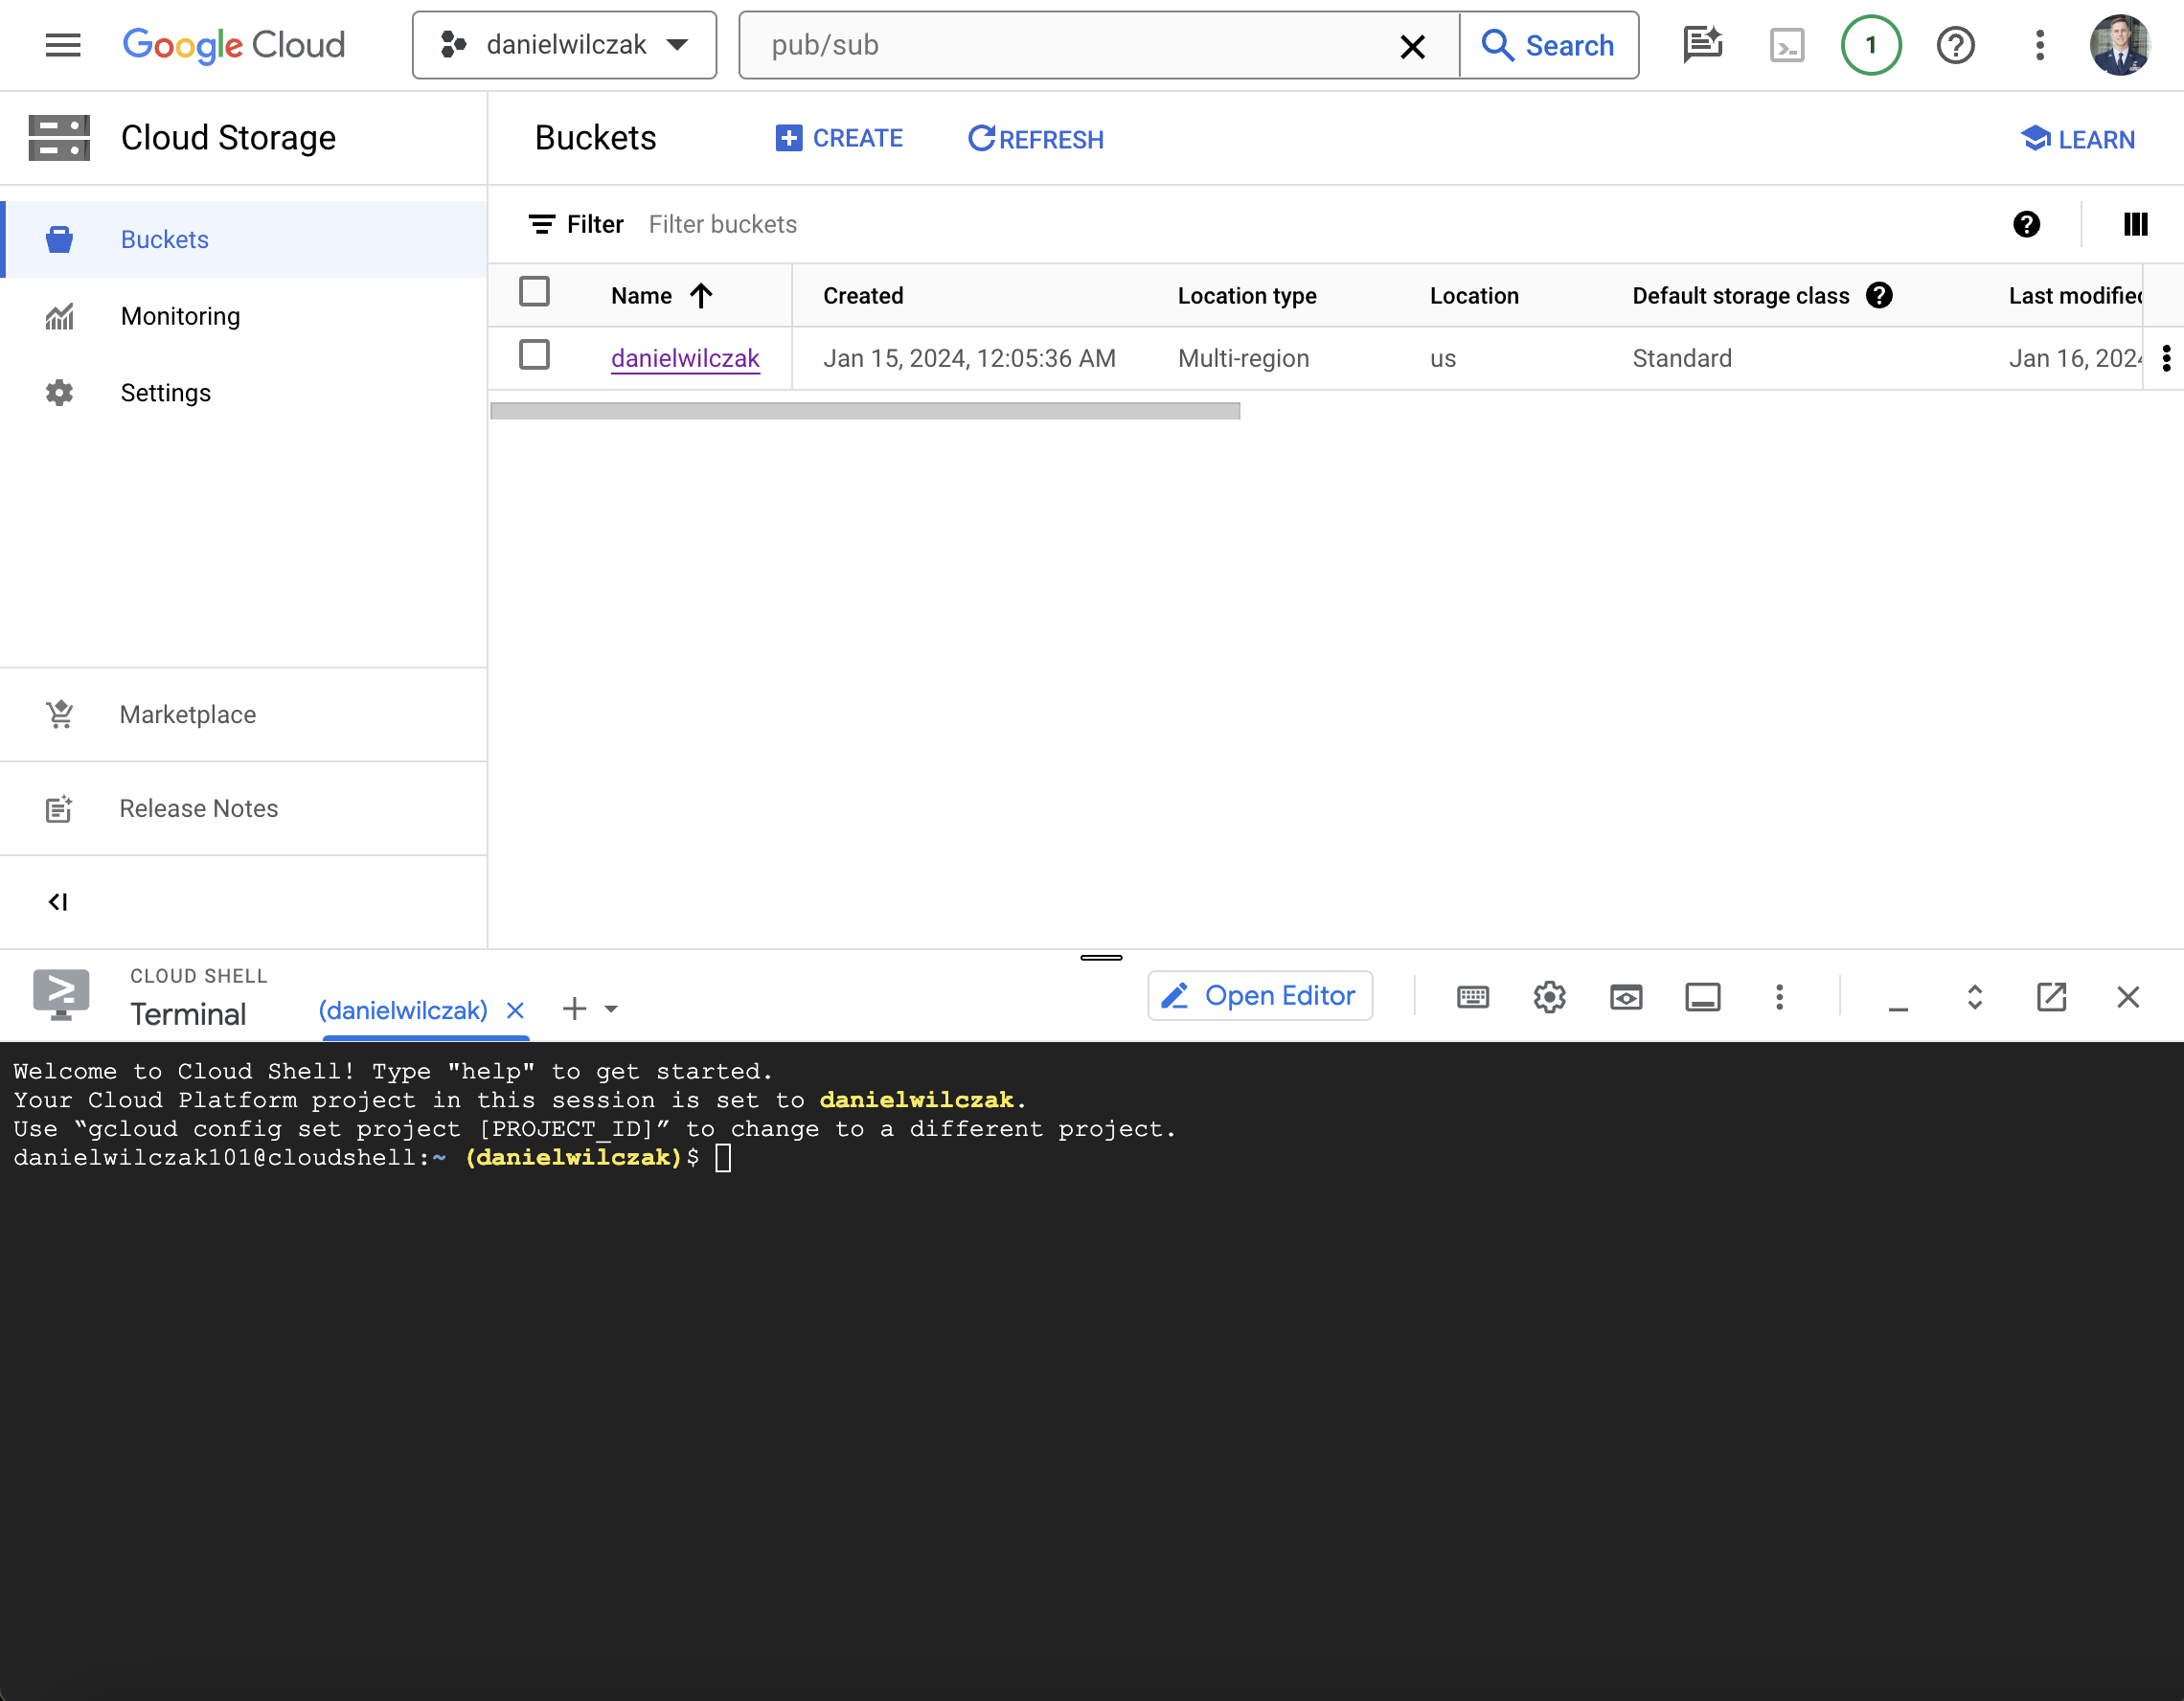 Google Cloud
danielwilczak
pub/sub
Search
1
Cloud Storage
Buckets
CREATE
REFRESH
LEARN
Buckets
Monitoring
Settings
Marketplace
Release Notes
Filter Filter buckets
Name Created Location type Location Default storage class Last modified
danielwilczak Jan 15, 2024, 12:05:36 AM Multi-region us Standard Jan 16, 2024
CLOUD SHELL
Terminal
(danielwilczak)
Open Editor
Welcome to Cloud Shell! Type "help" to get started.
Your Cloud Platform project in this session is set to danielwilczak.
Use “gcloud config set project [PROJECT_ID]” to change to a different project.
danielwilczak101@cloudshell:~ (danielwilczak)$